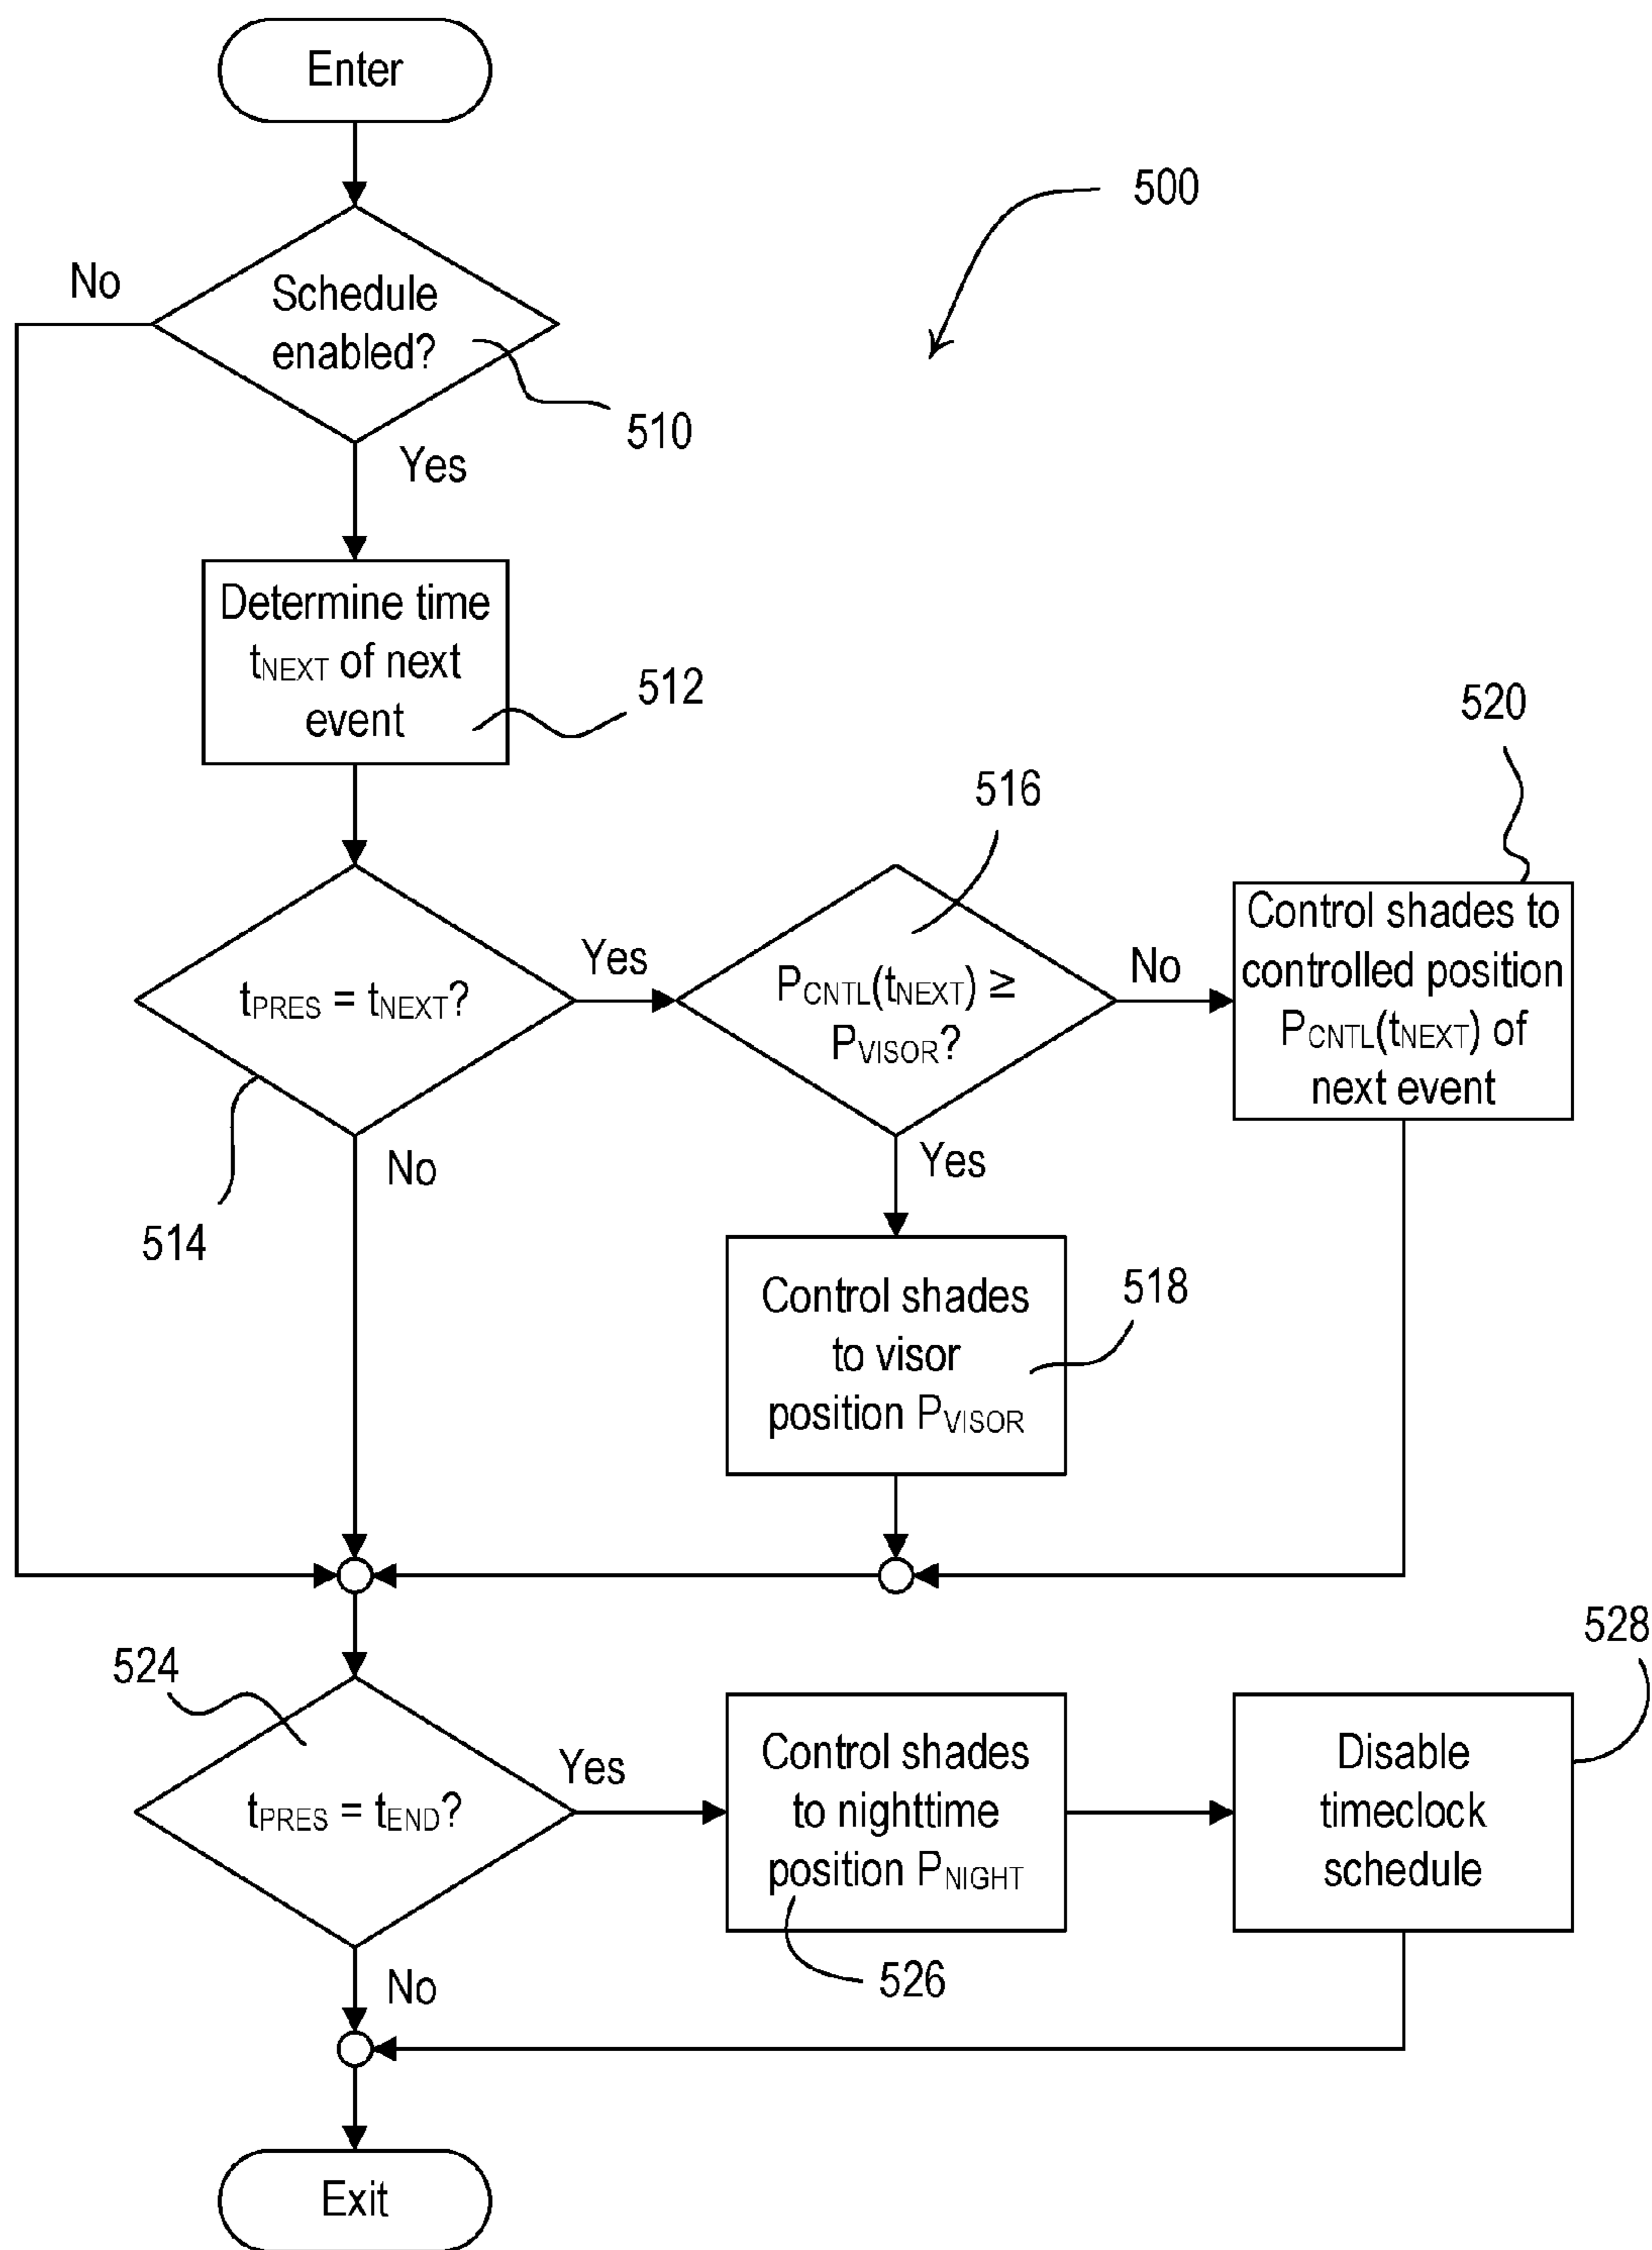 Enter
500
No
Schedule
enabled?
510
Yes
Determine time
tNEXT of next
event
512
520
516
tPRES = tNEXT?
Yes
PCNTL(tNEXT) ≥
PVISOR?
No
Control shades to
controlled position
PCNTL(tNEXT) of
next event
514
No
Yes
Control shades
to visor
position PVISOR
518
524
528
tPRES = tEND?
Yes
Control shades
to nighttime
position PNIGHT
526
Disable
timeclock
schedule
No
Exit